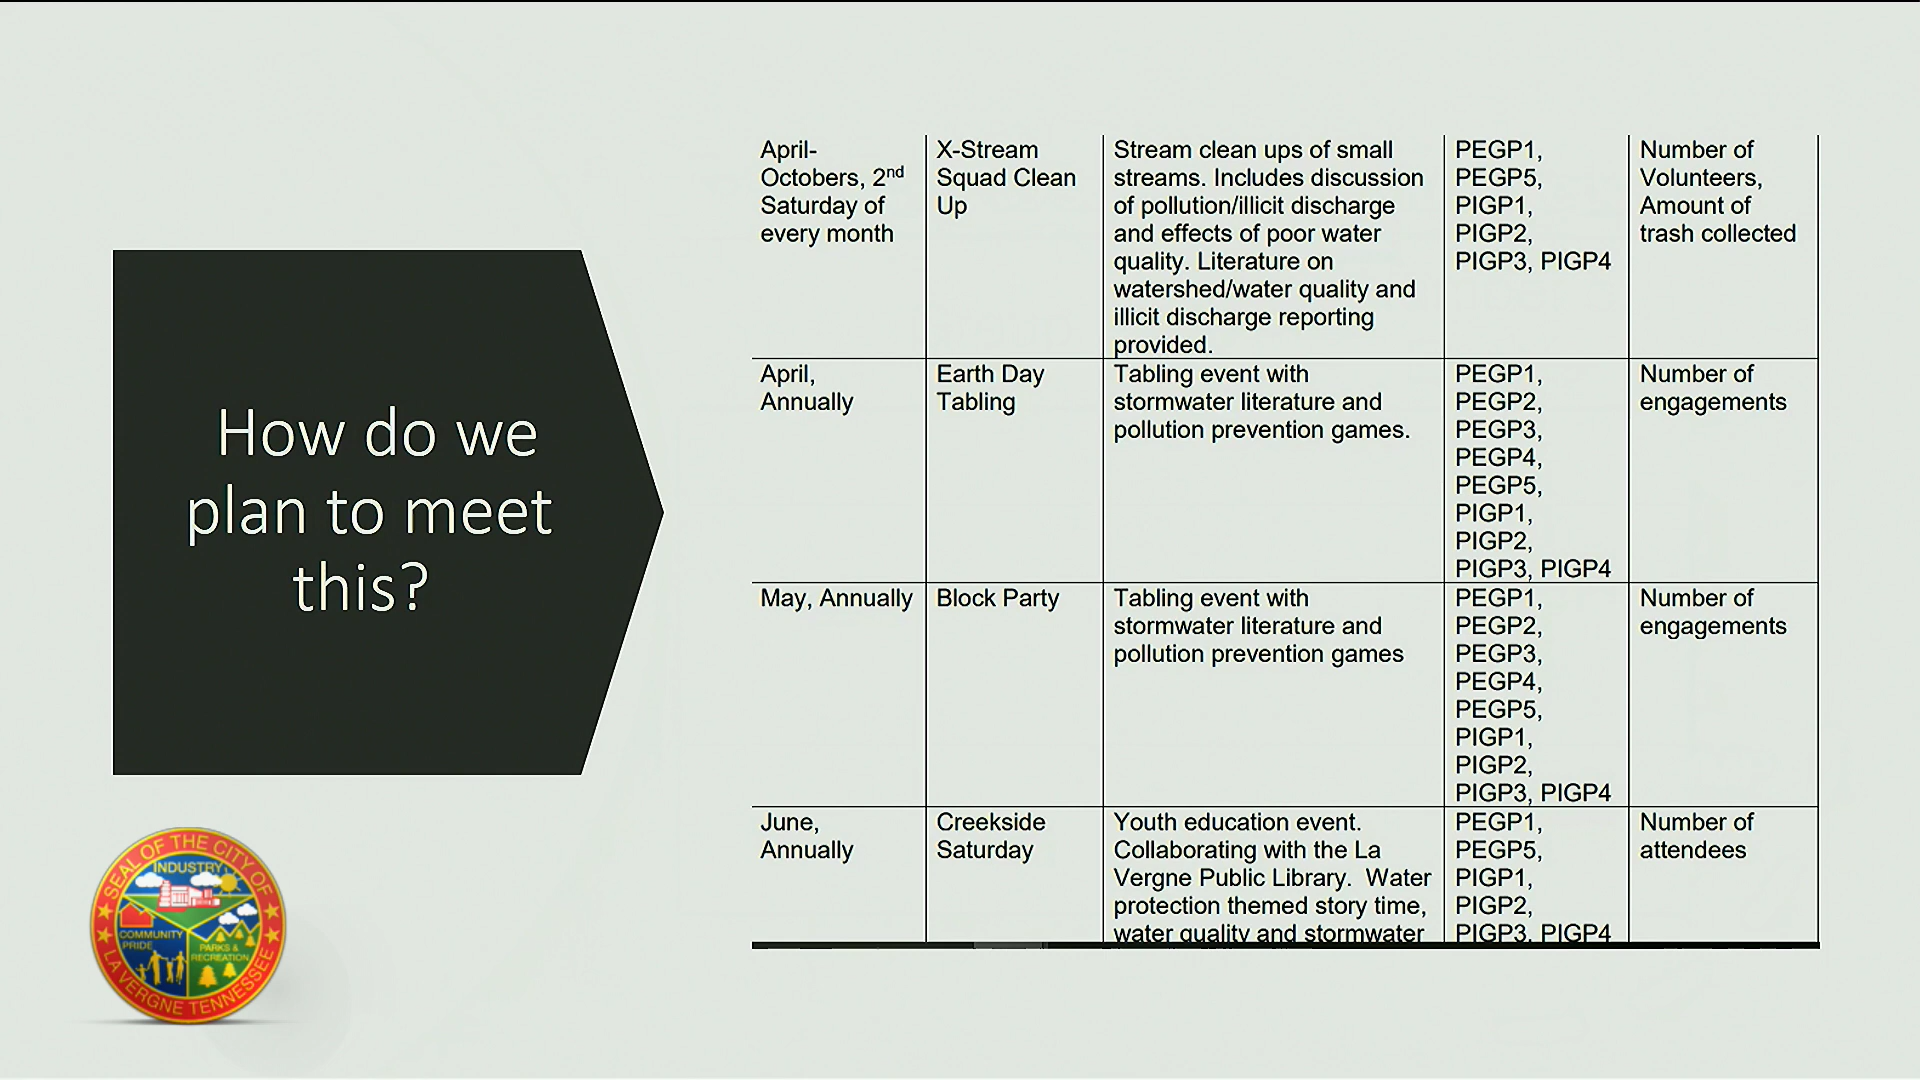 How do we
plan to meet
this?
April-
Octobers, 2nd
Saturday of
every month
X-Stream
Squad Clean
Up
Stream clean ups of small
streams. Includes discussion
of pollution/illicit discharge
and effects of poor water
quality. Literature on
watershed/water quality and
illicit discharge reporting
provided.
PEGP1,
PEGP5,
PIGP1,
PIGP2,
PIGP3, PIGP4
Number of
Volunteers,
Amount of
trash collected
April,
Annually
Earth Day
Tabling
Tabling event with
stormwater literature and
pollution prevention games.
PEGP1,
PEGP2,
PEGP3,
PEGP4,
PEGP5,
PIGP1,
PIGP2,
PIGP3, PIGP4
Number of
engagements
May, Annually
Block Party
Tabling event with
stormwater literature and
pollution prevention games
PEGP1,
PEGP2,
PEGP3,
PEGP4,
PEGP5,
PIGP1,
PIGP2,
PIGP3, PIGP4
Number of
engagements
June,
Annually
Creekside
Saturday
Youth education event.
Collaborating with the La
Vergne Public Library.  Water
protection themed story time,
water quality and stormwater
PEGP1,
PEGP5,
PIGP1,
PIGP2,
PIGP3, PIGP4
Number of
attendees
SEAL OF THE CITY OF
LA VERGNE TENNESSEE
INDUSTRY
COMMUNITY
PRIDE
PARKS &
RECREATION